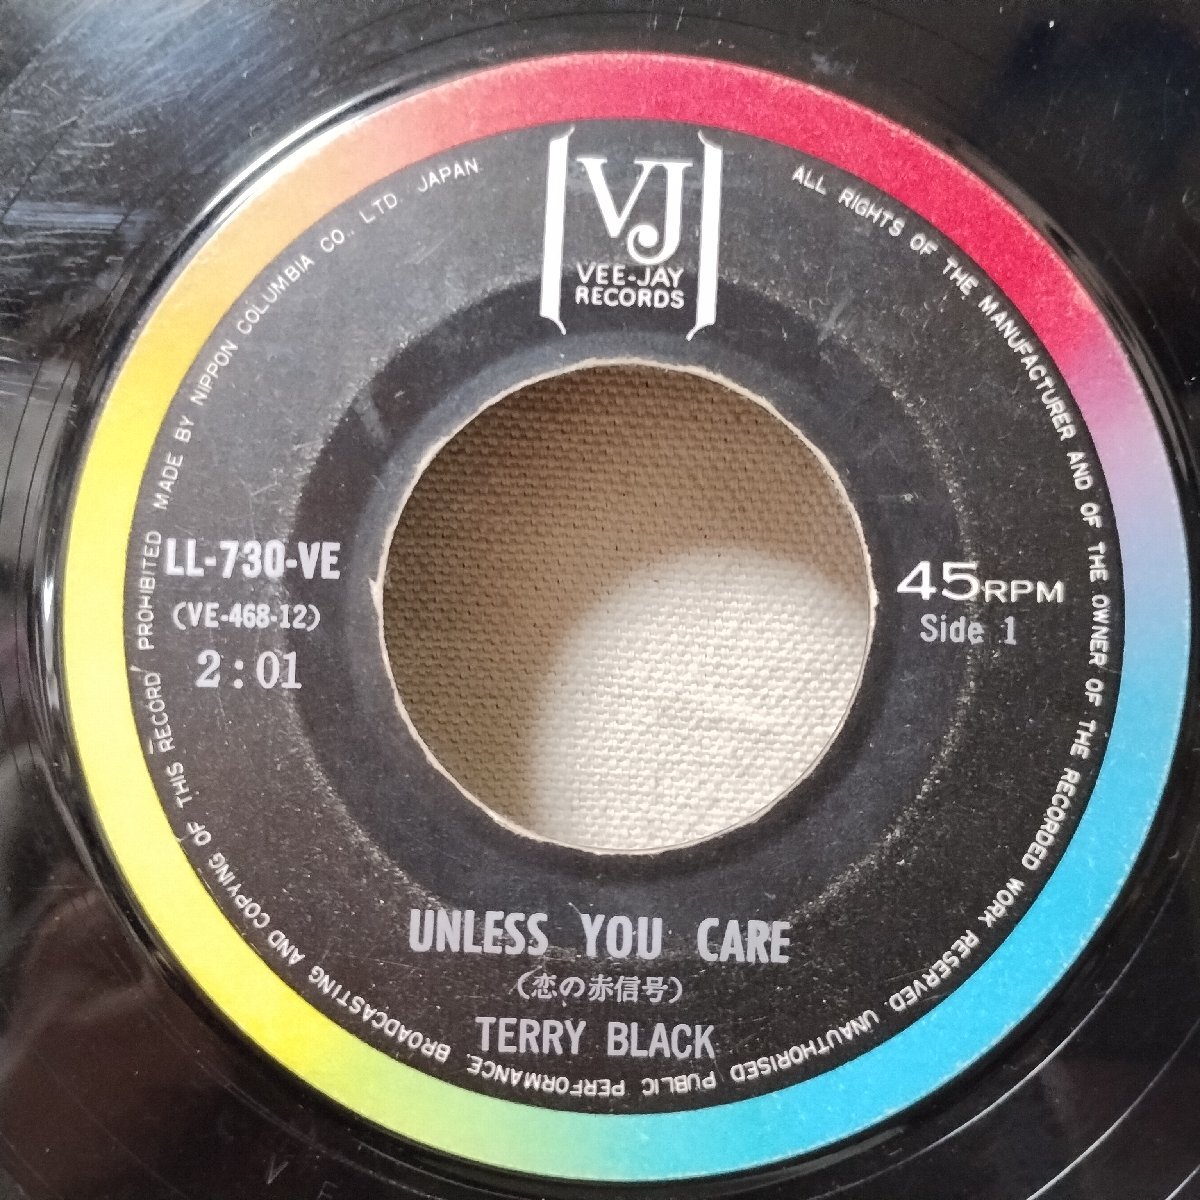 VJ
VEE-JAY
RECORDS
ALL RIGHTS OF THE MANUFACTURER AND OF THE OWNER OF THE RECORDED WORK RESERVED. UNAUTHORISED PUBLIC PERFORMANCE, BROADCASTING AND COPYING OF THIS RECORD PROHIBITED MADE BY NIPPON COLUMBIA CO., LTD JAPAN
LL-730-VE
(VE-468-12)
2:01
45RPM
Side 1
UNLESS YOU CARE
(恋の赤信号)
TERRY BLACK